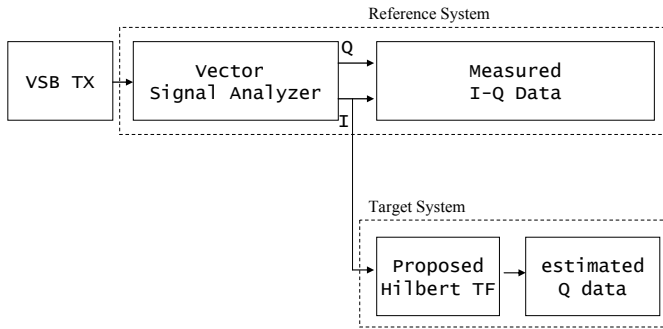 Reference System
VSB TX
Vector
Signal Analyzer
Q
I
Measured
I-Q Data
Target System
Proposed
Hilbert TF
estimated
Q data